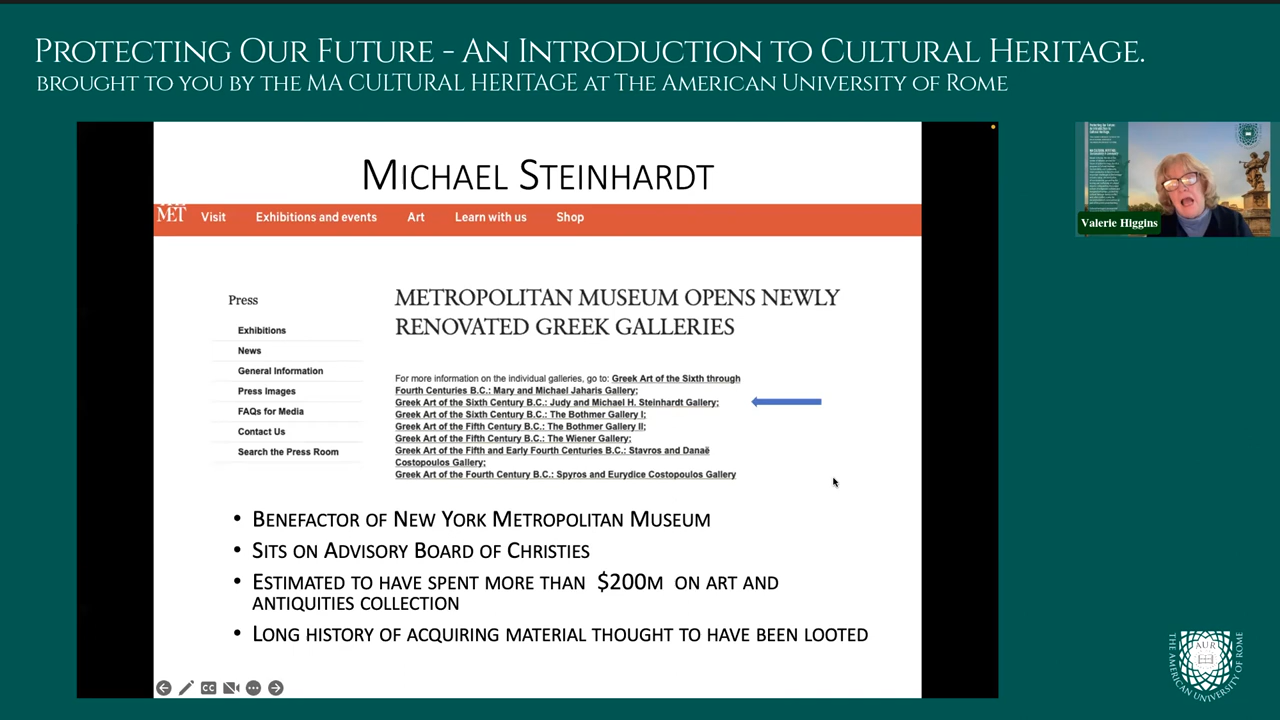 PROTECTING OUR FUTURE - AN INTRODUCTION TO CULTURAL HERITAGE.
BROUGHT TO YOU BY THE MA CULTURAL HERITAGE AT THE AMERICAN UNIVERSITY OF ROME
MICHAEL STEINHARDT
MET Visit Exhibitions and events Art Learn with us Shop
Press
Exhibitions
News
General Information
Press Images
FAQs for Media
Contact Us
Search the Press Room
METROPOLITAN MUSEUM OPENS NEWLY
RENOVATED GREEK GALLERIES
For more information on the individual galleries, go to: Greek Art of the Sixth through
Fourth Centuries B.C.: Mary and Michael Jaharis Gallery;
Greek Art of the Sixth Century B.C.: Judy and Michael H. Steinhardt Gallery;
Greek Art of the Sixth Century B.C.: The Bothmer Gallery I;
Greek Art of the Fifth Century B.C.: The Bothmer Gallery II;
Greek Art of the Fifth Century B.C.: The Wiener Gallery;
Greek Art of the Fifth and Early Fourth Centuries B.C.: Stavros and Danaë
Costopoulos Gallery;
Greek Art of the Fourth Century B.C.: Spyros and Eurydice Costopoulos Gallery
• BENEFACTOR OF NEW YORK METROPOLITAN MUSEUM
• SITS ON ADVISORY BOARD OF CHRISTIES
• ESTIMATED TO HAVE SPENT MORE THAN $200M ON ART AND
ANTIQUITIES COLLECTION
• LONG HISTORY OF ACQUIRING MATERIAL THOUGHT TO HAVE BEEN LOOTED
CC
Valerie Higgins
THE AMERICAN UNIVERSITY OF ROME
AUR